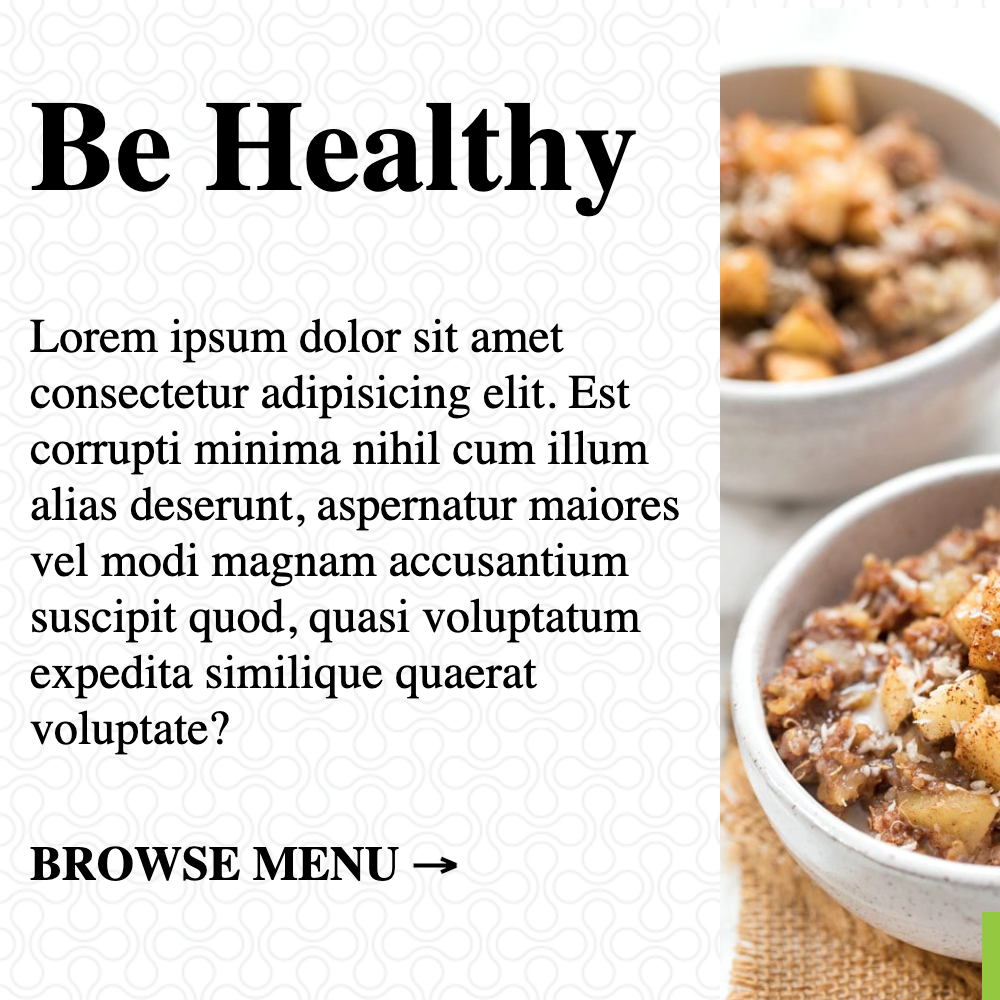 Be Healthy
Lorem ipsum dolor sit amet
consectetur adipisicing elit. Est
corrupti minima nihil cum illum
alias deserunt, aspernatur maiores
vel modi magnam accusantium
suscipit quod, quasi voluptatum
expedita similique quaerat
voluptate?
BROWSE MENU →